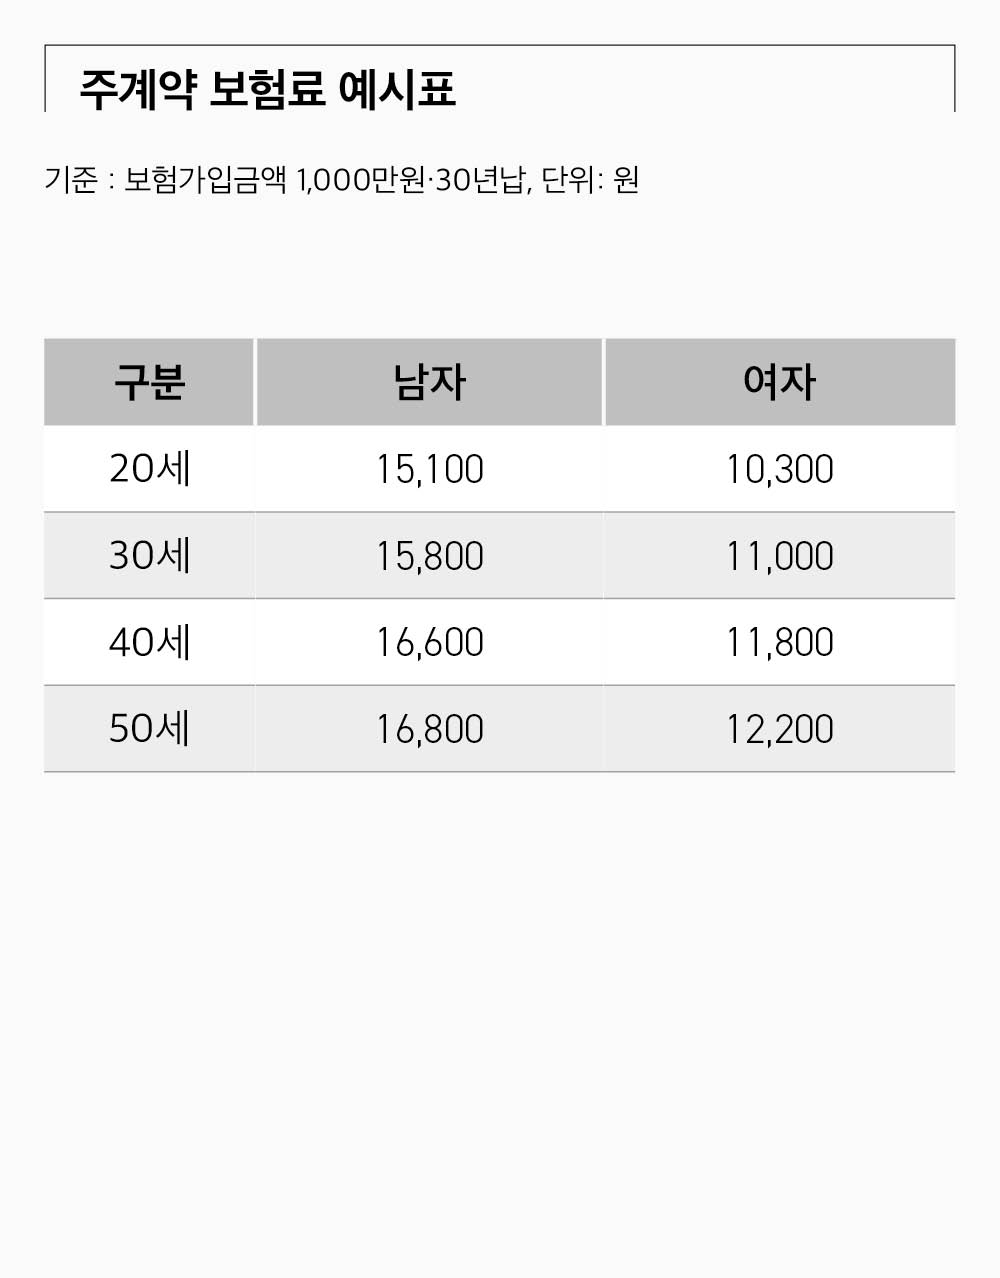 주계약 보험료 예시표
기준 : 보험가입금액 1,000만원·30년납, 단위: 원
구분 남자 여자
20세 15,100 10,300
30세 15,800 11,000
40세 16,600 11,800
50세 16,800 12,200